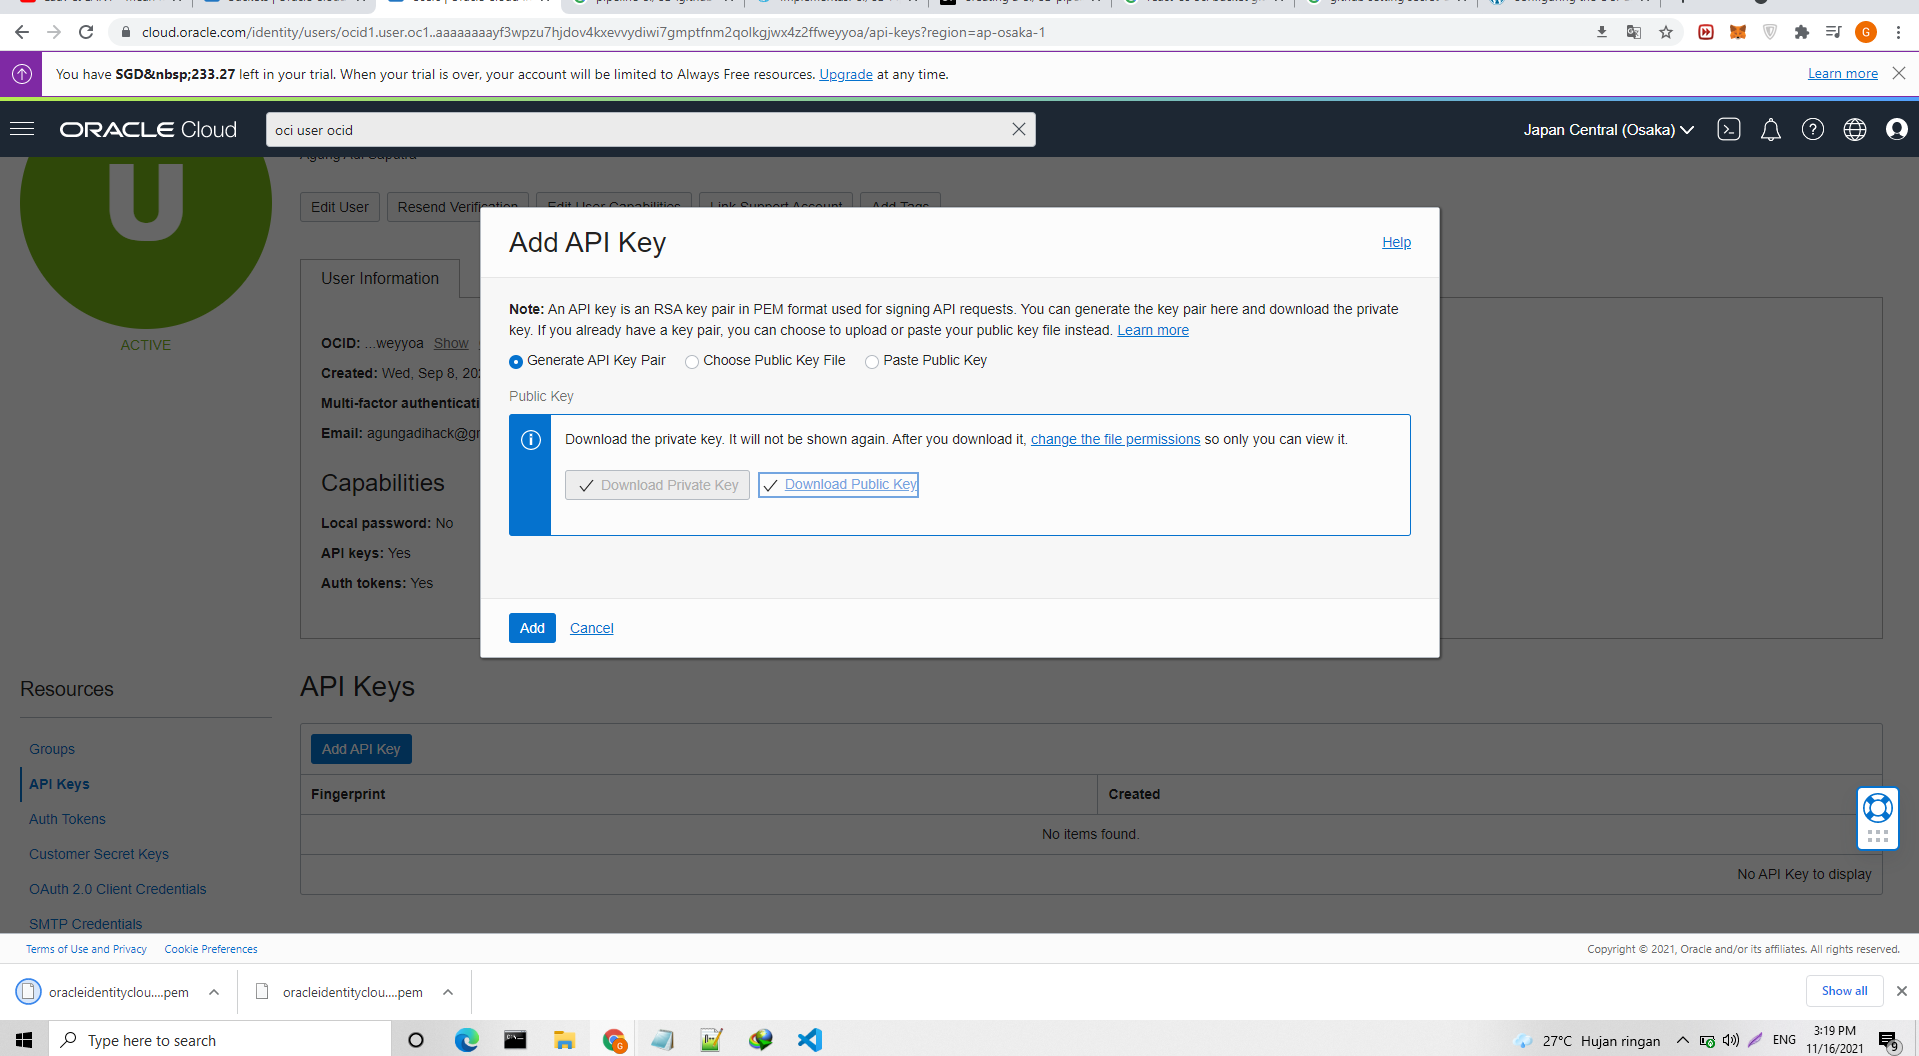 cloud.oracle.com/identity/users/ocid1.user.oc1..aaaaaaaayf3wpzu7hjdov4kxevvydiwi7gmptfnm2qolkgjwx4z2ffweyyoa/api-keys?region=ap-osaka-1
G
You have SGD&nbsp;233.27 left in your trial. When your trial is over, your account will be limited to Always Free resources. Upgrade at any time.
Learn more
ORACLE Cloud
oci user ocid
Japan Central (Osaka)
U
ACTIVE
Edit User
Resend Verification
Edit User Capabilities
Link Support Account
Add Tags
User Information
OCID: ...weyyoa Show
Created: Wed, Sep 8,
Multi-factor
Email:
Capabilities
Local password: No
API keys: Yes
Auth tokens: Yes
Add API Key
Help
Note: An API key is an RSA key pair in PEM format used for signing API requests. You can generate the key pair here and download the private
key. If you already have a key pair, you can choose to upload or paste your public key file instead. Learn more
Generate API Key Pair
Choose Public Key File
Paste Public Key
Public Key
Download the private key. It will not be shown again. After you download it, change the file permissions so only you can view it.
Download Private Key
Download Public Key
Add
Cancel
Resources
Groups
API Keys
Auth Tokens
Customer Secret Keys
OAuth 2.0 Client Credentials
SMTP Credentials
API Keys
Add API Key
Fingerprint
Created
No items found.
No API Key to display
Terms of Use and Privacy
Cookie Preferences
Copyright © 2021, Oracle and/or its affiliates. All rights reserved.
oracleidentityclou....pem
oracleidentityclou....pem
Show all
Type here to search
27°C Hujan ringan
ENG
3:19 PM
11/16/2021
9